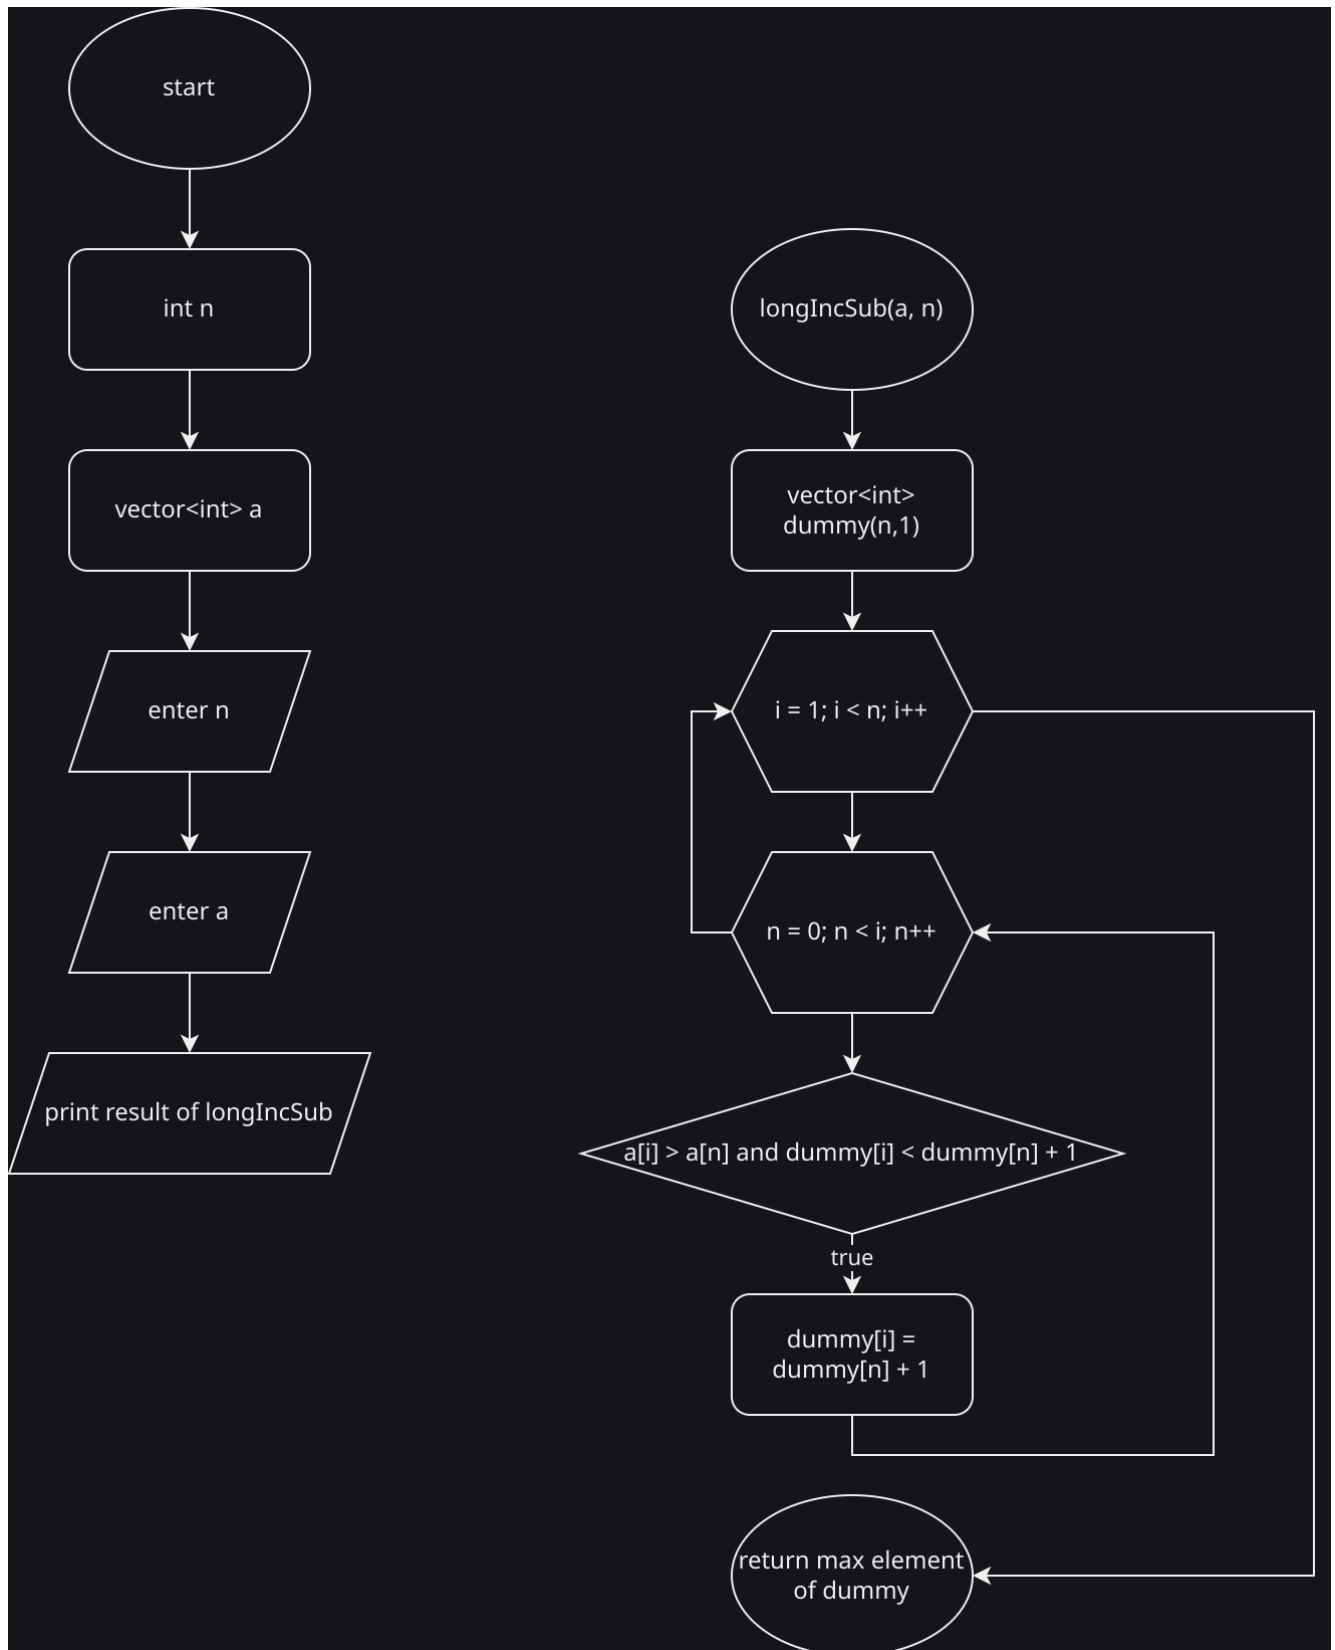 start
int n
vector<int> a
enter n
enter a
print result of longIncSub
longIncSub(a, n)
vector<int>
dummy(n,1)
i = 1; i < n; i++
n = 0; n < i; n++
a[i] > a[n] and dummy[i] < dummy[n] + 1
true
dummy[i] =
dummy[n] + 1
return max element
of dummy